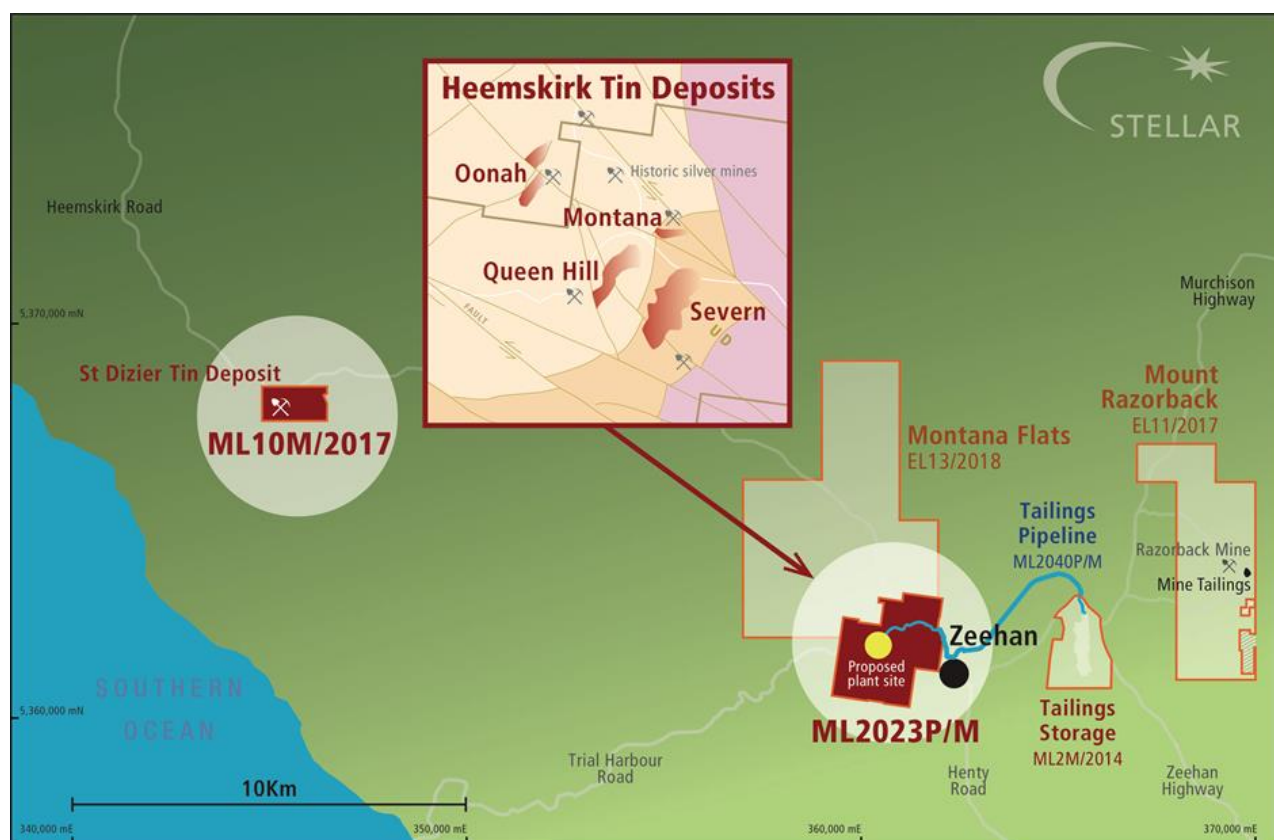 STELLAR
Heemskirk Tin Deposits
Oonah
Historic silver mines
Montana
Queen Hill
Severn
FAULT
U D
Heemskirk Road
Murchison
Highway
5,370,000 mN
St Dizier Tin Deposit
ML10M/2017
Mount
Razorback
EL11/2017
Montana Flats
EL13/2018
Tailings
Pipeline
ML2040P/M
Razorback Mine
Mine Tailings
Zeehan
Proposed
plant site
ML2023P/M
SOUTHERN
OCEAN
5,360,000 mN
Tailings
Storage
ML2M/2014
Trial Harbour
Road
Henty
Road
Zeehan
Highway
10Km
340,000 mE
350,000 mE
360,000 mE
370,000 mE